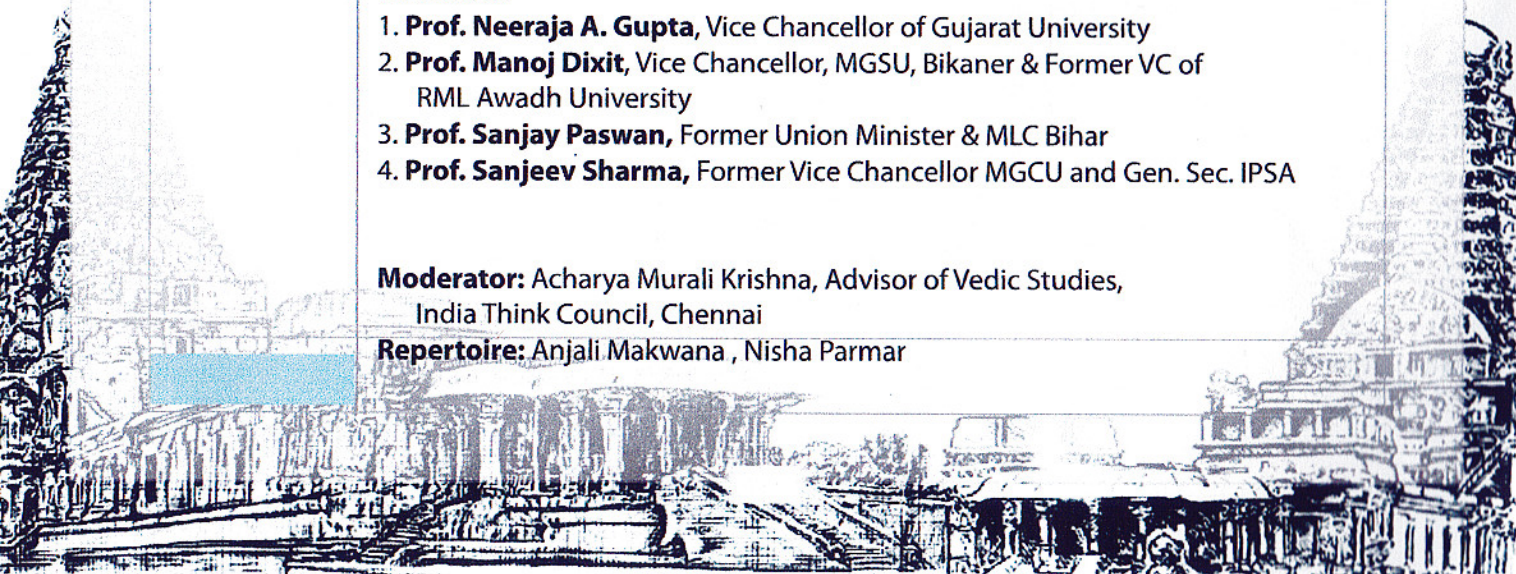 1. Prof. Neeraja A. Gupta, Vice Chancellor of Gujarat University
2. Prof. Manoj Dixit, Vice Chancellor, MGSU, Bikaner & Former VC of
RML Awadh University
3. Prof. Sanjay Paswan, Former Union Minister & MLC Bihar
4. Prof. Sanjeev Sharma, Former Vice Chancellor MGCU and Gen. Sec. IPSA
Moderator: Acharya Murali Krishna, Advisor of Vedic Studies,
India Think Council, Chennai
Repertoire: Anjali Makwana , Nisha Parmar